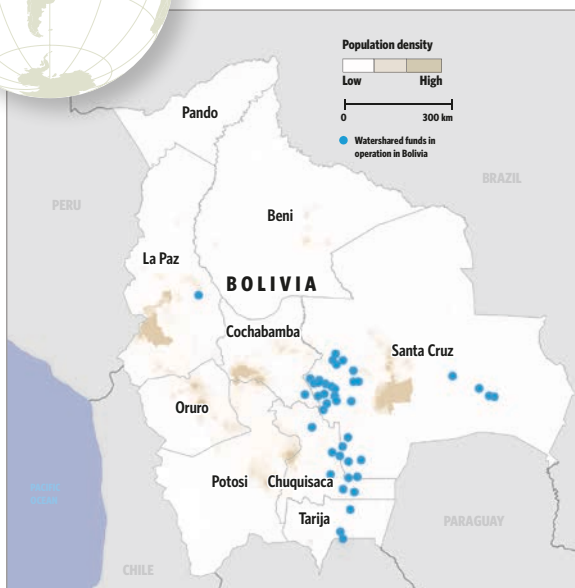 Population density
Low High
0 300 km
Watershared funds in
operation in Bolivia
Pando
BRAZIL
PERU
Beni
La Paz
BOLIVIA
Cochabamba
Santa Cruz
Oruro
Potosi
Chuquisaca
Tarija
PARAGUAY
CHILE